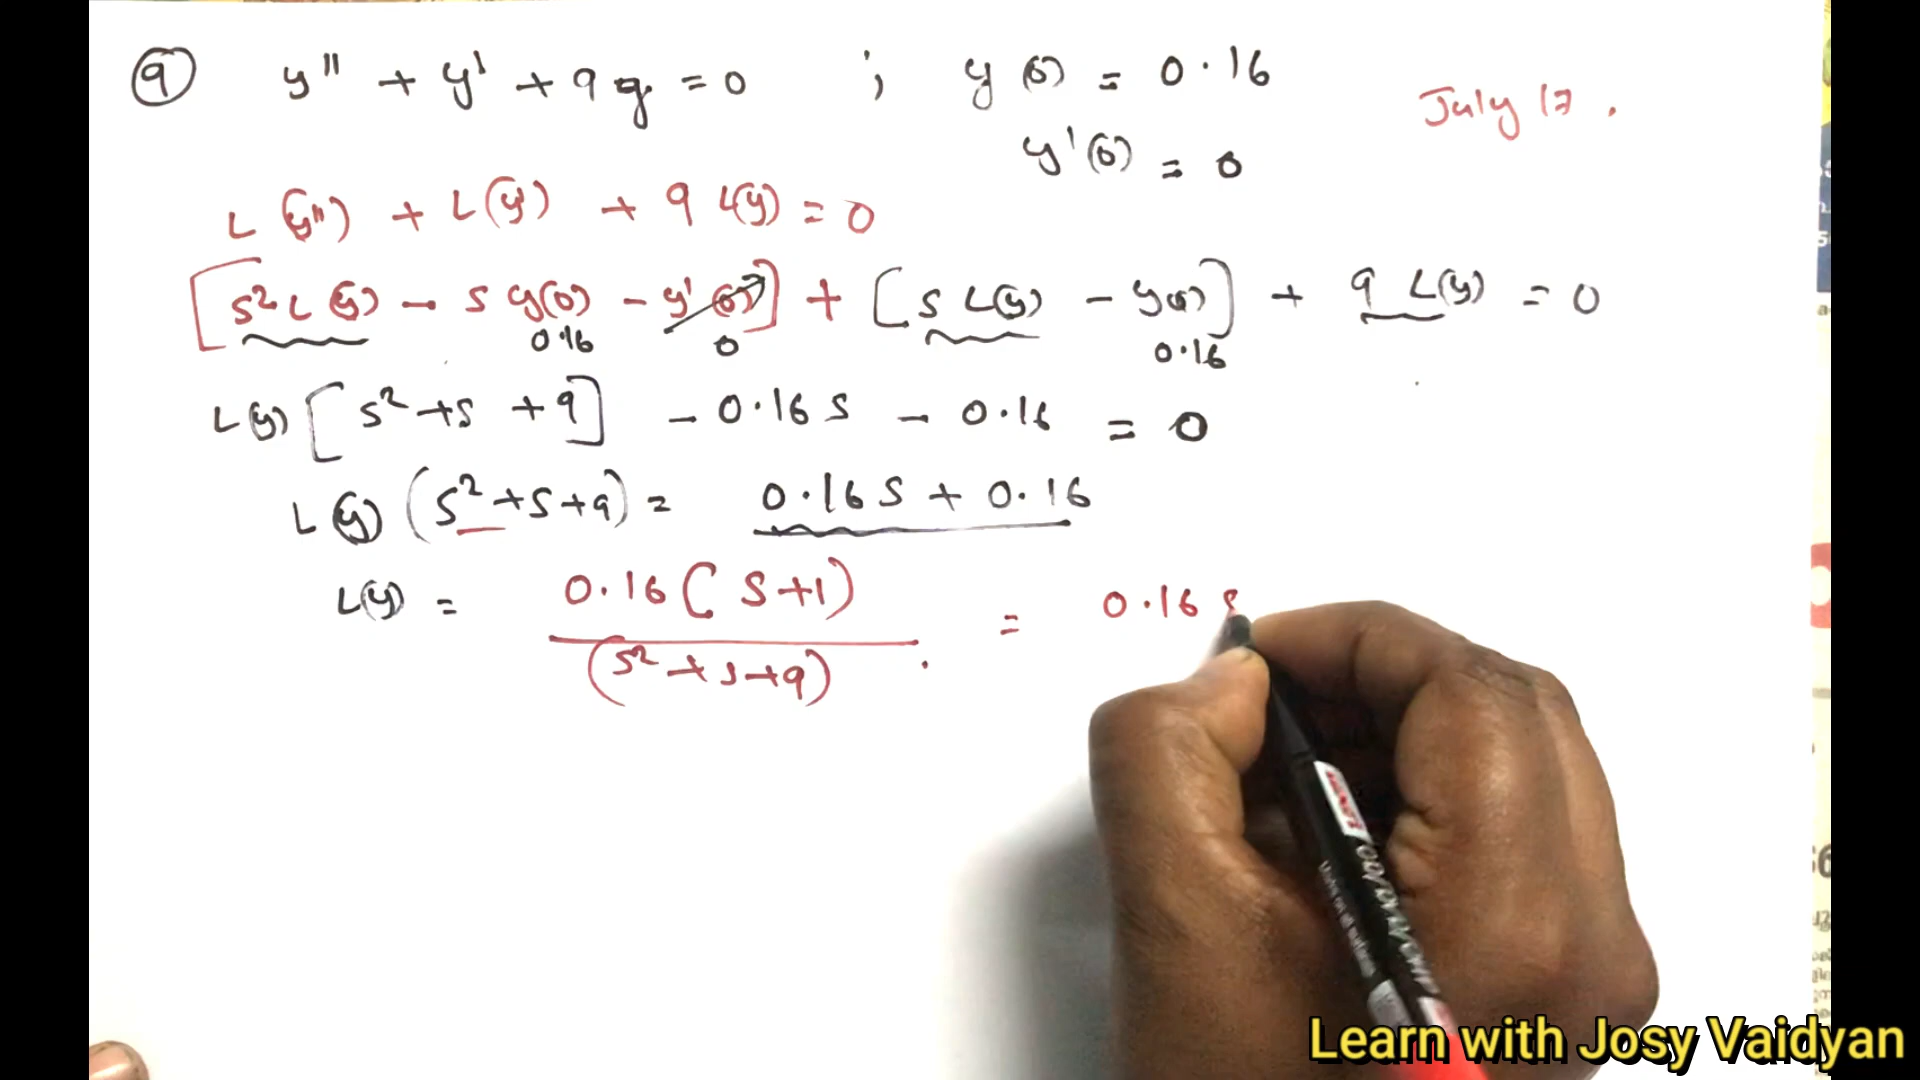 9 y'' + y' + 9y = 0 ; y(0) = 0.16
y'(0) = 0
July 17.
L(y'') + L(y') + 9 L(y) = 0
[s² L(y) - s y(0) - y'(0)] + [s L(y) - y(0)] + 9 L(y) = 0
0.16 0 0.16
L(y) [s² + s + 9] - 0.16 s - 0.16 = 0
L(y) (s² + s + 9) = 0.16 s + 0.16
L(y) = 0.16 (s + 1) = 0.16 s
(s² + s + 9).
Learn with Josy Vaidyan